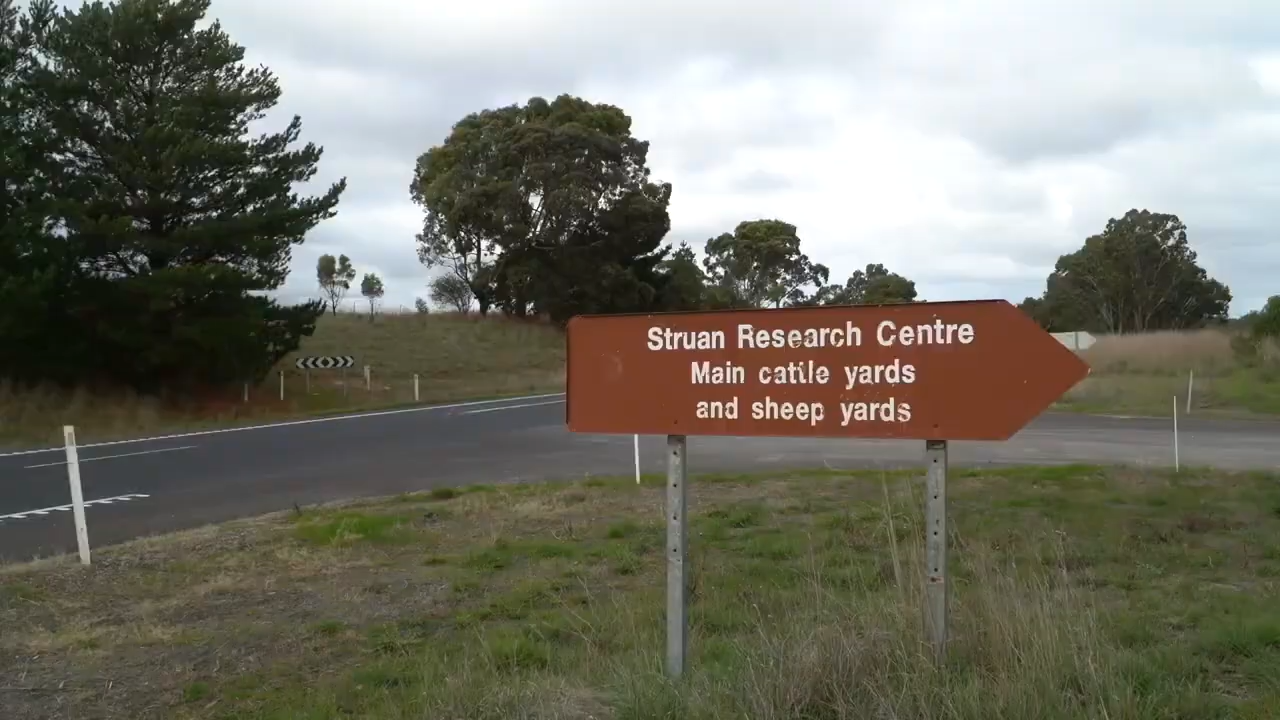 Struan Research Centre
Main cattle yards
and sheep yards